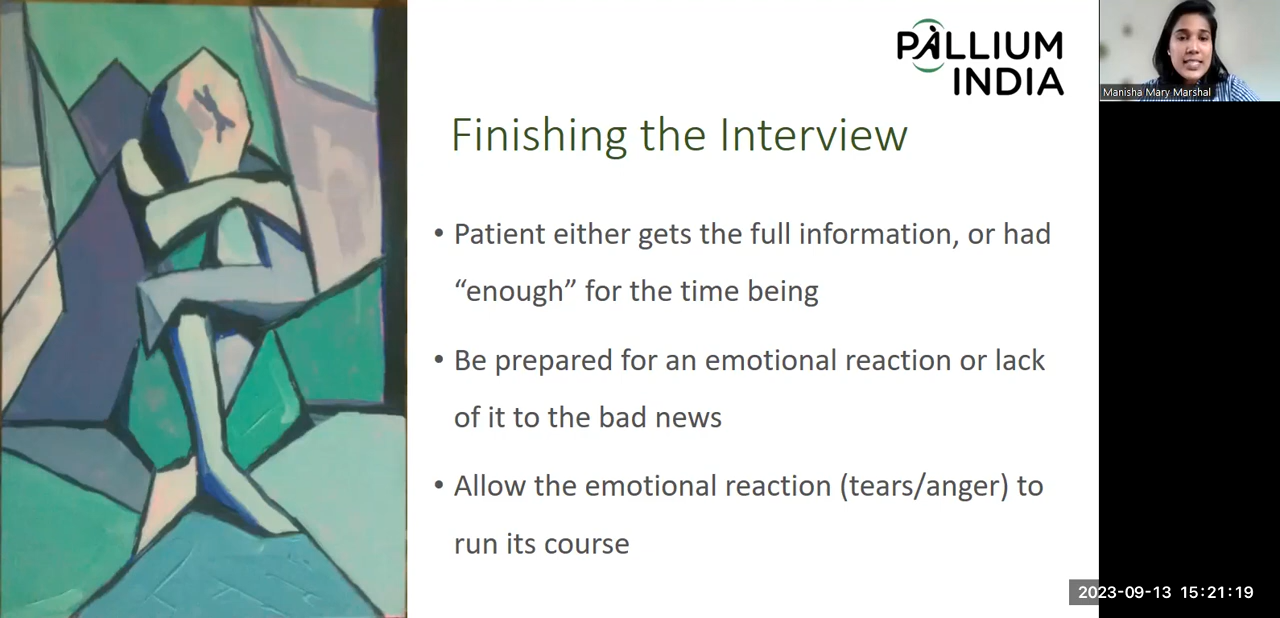 PALLIUM
INDIA
Manisha Mary Marshal
Finishing the Interview
• Patient either gets the full information, or had
“enough” for the time being
• Be prepared for an emotional reaction or lack
of it to the bad news
• Allow the emotional reaction (tears/anger) to
run its course
2023-09-13 15:21:19